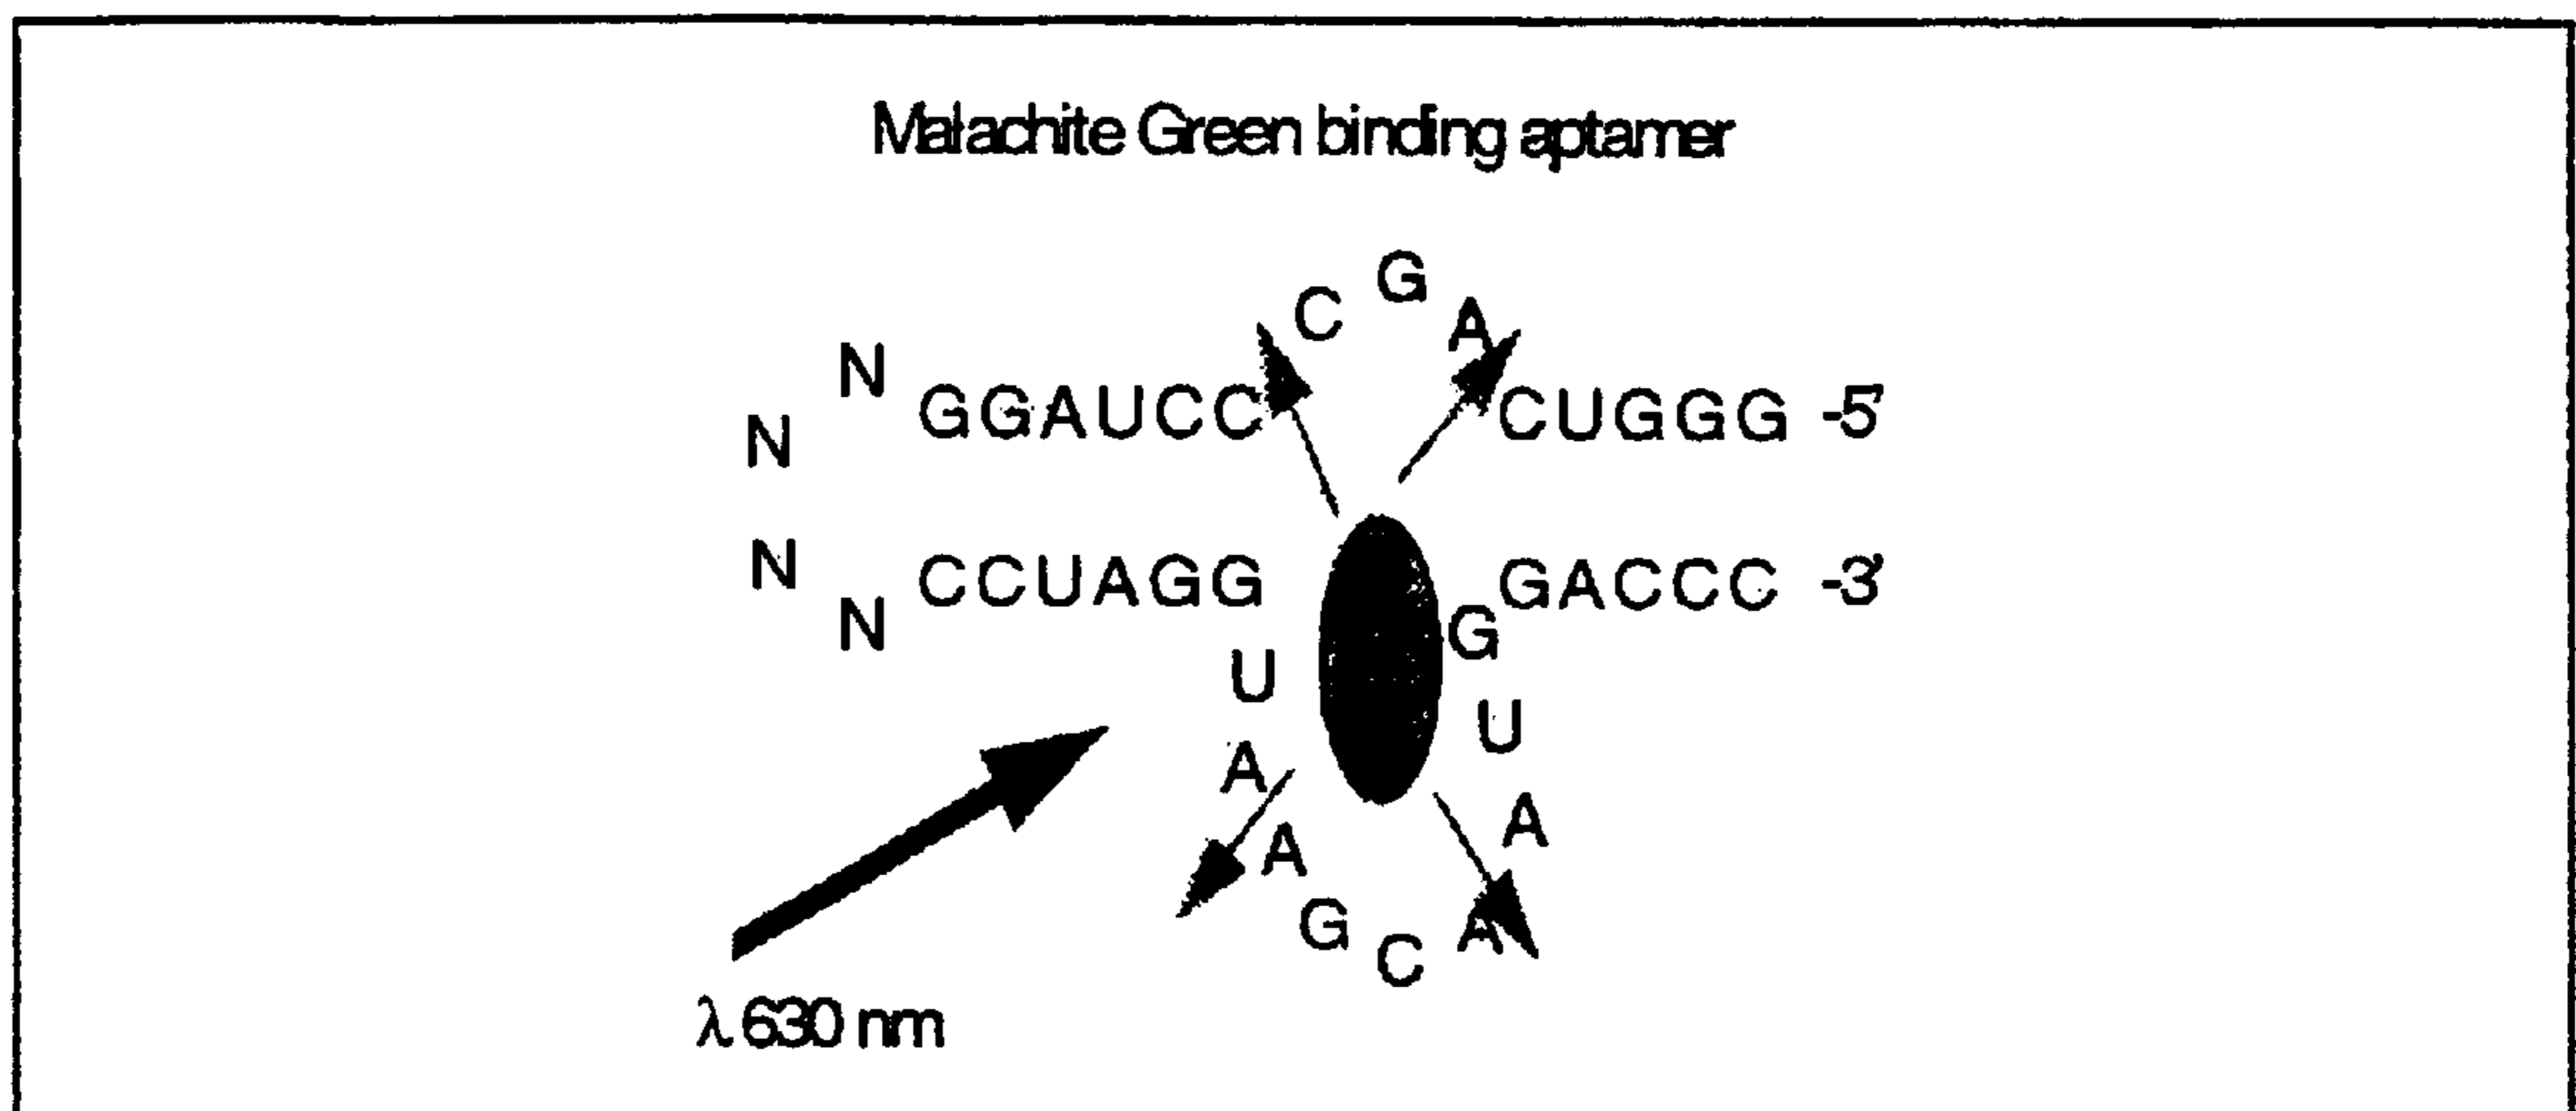 Malachite Green binding aptamer
C G A
N GGAUCC CUGGG -5'
N
N CCUAGG GACCC -3'
N G
U U
A A
A
G C A
λ 630 nm